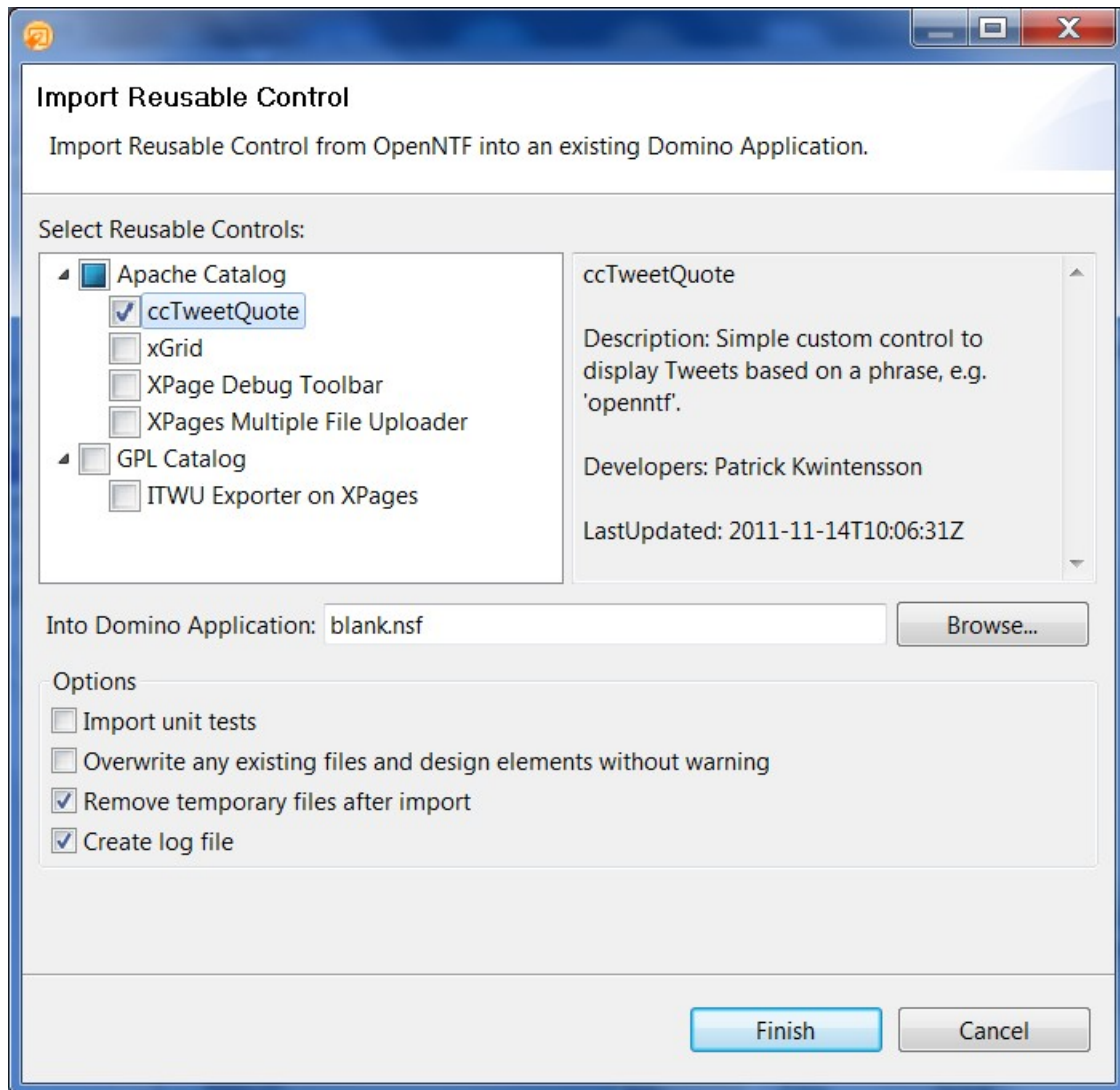 Import Reusable Control
Import Reusable Control from OpenNTF into an existing Domino Application.
Select Reusable Controls:
Apache Catalog
ccTweetQuote
xGrid
XPage Debug Toolbar
XPages Multiple File Uploader
GPL Catalog
ITWU Exporter on XPages
ccTweetQuote
Description: Simple custom control to
display Tweets based on a phrase, e.g.
'openntf'.
Developers: Patrick Kwintensson
LastUpdated: 2011-11-14T10:06:31Z
Into Domino Application: blank.nsf Browse...
Options
Import unit tests
Overwrite any existing files and design elements without warning
Remove temporary files after import
Create log file
Finish Cancel